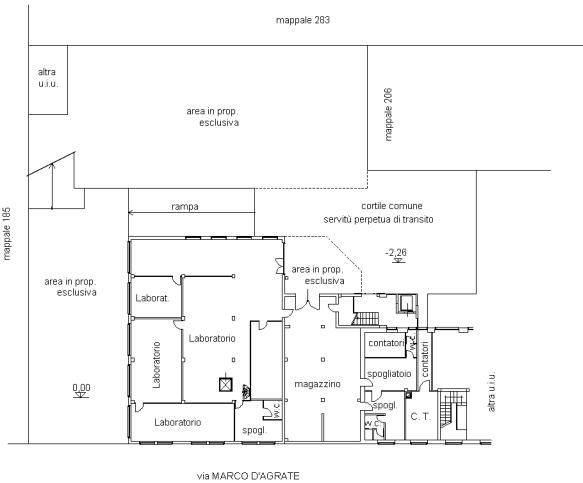 mappale 283
altra
u.i.u.
area in prop.
esclusiva
mappale 206
rampa
cortile comune
servitù perpetua di transito
mappale 185
-2,26
area in prop.
esclusiva
area in prop.
esclusiva
Laborat.
Laboratorio
Laboratorio
contatori
w.c.
contatori
spogliatoio
magazzino
0,00
altra u.i.u.
w.c.
spogl.
Laboratorio
spogl.
w.c.
C. T.
via MARCO D'AGRATE